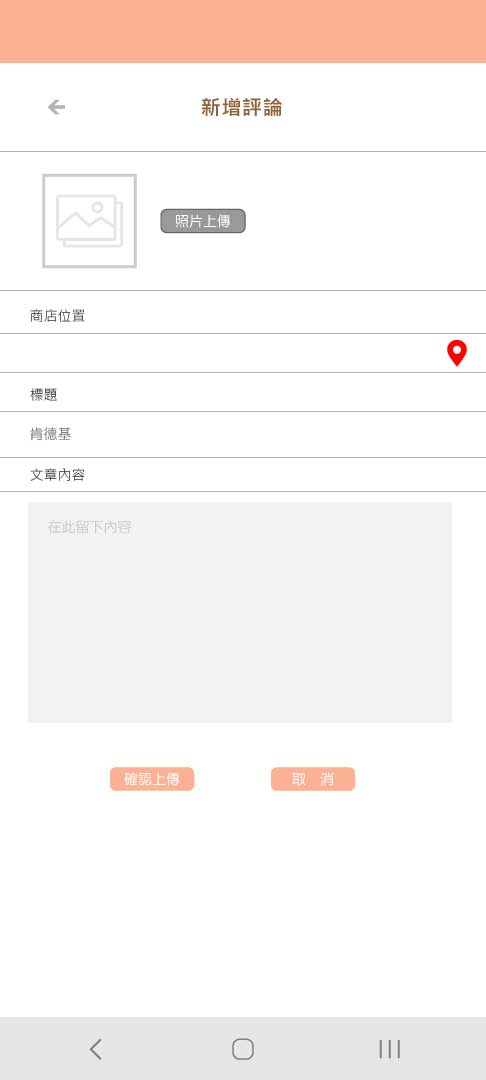 新增評論
照片上傳
商店位置
標題
肯德基
文章內容
在此留下內容
確認上傳
取　消